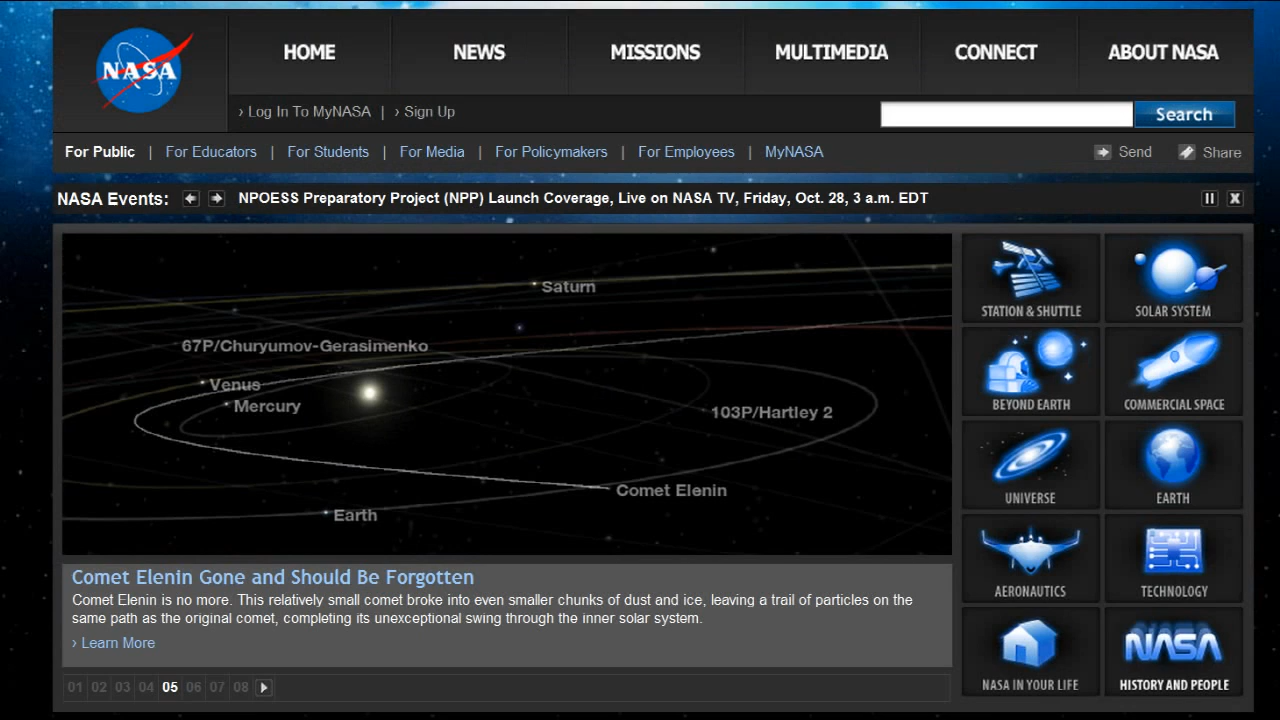 NASA
HOME NEWS MISSIONS MULTIMEDIA CONNECT ABOUT NASA
› Log In To MyNASA | › Sign Up
Search
For Public | For Educators | For Students | For Media | For Policymakers | For Employees | MyNASA
Send Share
NASA Events: NPOESS Preparatory Project (NPP) Launch Coverage, Live on NASA TV, Friday, Oct. 28, 3 a.m. EDT
Saturn
67P/Churyumov-Gerasimenko
Venus
Mercury
103P/Hartley 2
Comet Elenin
Earth
STATION & SHUTTLE
SOLAR SYSTEM
BEYOND EARTH
COMMERCIAL SPACE
UNIVERSE
EARTH
AERONAUTICS
TECHNOLOGY
NASA IN YOUR LIFE
NASA
HISTORY AND PEOPLE
Comet Elenin Gone and Should Be Forgotten
Comet Elenin is no more. This relatively small comet broke into even smaller chunks of dust and ice, leaving a trail of particles on the
same path as the original comet, completing its unexceptional swing through the inner solar system.
› Learn More
01 02 03 04 05 06 07 08